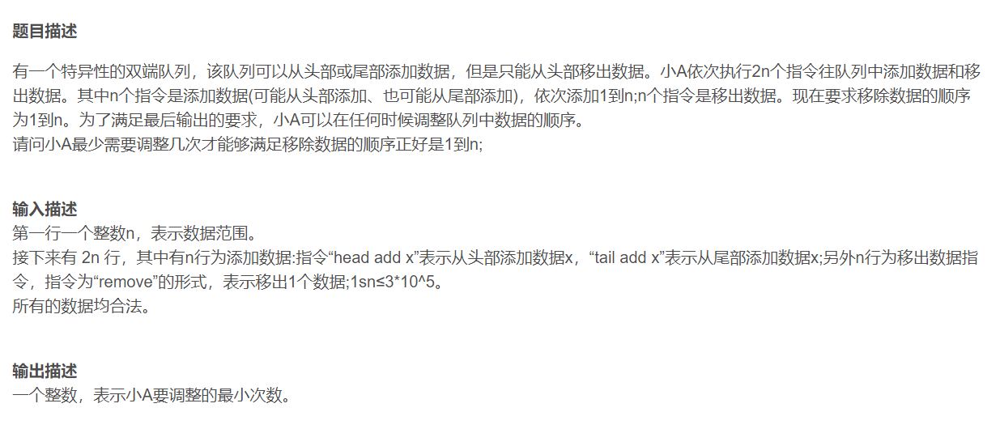 题目描述
有一个特异性的双端队列，该队列可以从头部或尾部添加数据，但是只能从头部移出数据。小A依次执行2n个指令往队列中添加数据和移
出数据。其中n个指令是添加数据(可能从头部添加、也可能从尾部添加)，依次添加1到n;n个指令是移出数据。现在要求移除数据的顺序
为1到n。为了满足最后输出的要求，小A可以在任何时候调整队列中数据的顺序。
请问小A最少需要调整几次才能够满足移除数据的顺序正好是1到n;
输入描述
第一行一个整数n，表示数据范围。
接下来有 2n 行，其中有n行为添加数据:指令“head add x”表示从头部添加数据x，“tail add x”表示从尾部添加数据x;另外n行为移出数据指
令，指令为“remove”的形式，表示移出1个数据;1sn≤3*10^5。
所有的数据均合法。
输出描述
一个整数，表示小A要调整的最小次数。